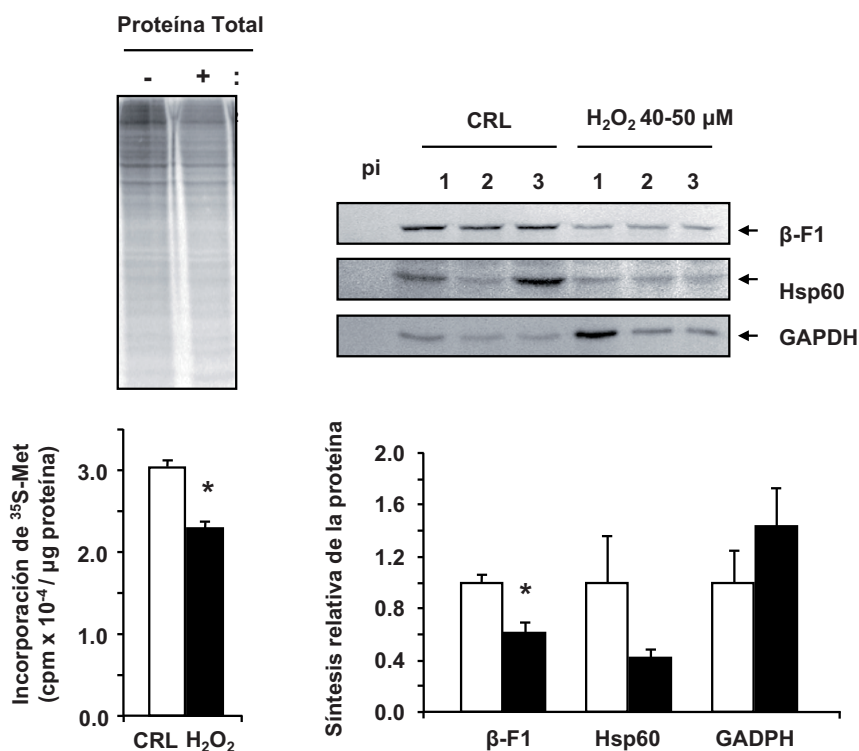 Proteína Total
- + :
CRL H₂O₂ 40-50 µM
pi 1 2 3 1 2 3
β-F1
Hsp60
GAPDH
Incorporación de ³⁵S-Met
(cpm x 10⁻⁴ / µg proteína)
3.0
2.0
1.0
0.0
*
CRL H₂O₂
Síntesis relativa de la proteína
2.0
1.6
1.2
0.8
0.4
0.0
*
β-F1 Hsp60 GADPH